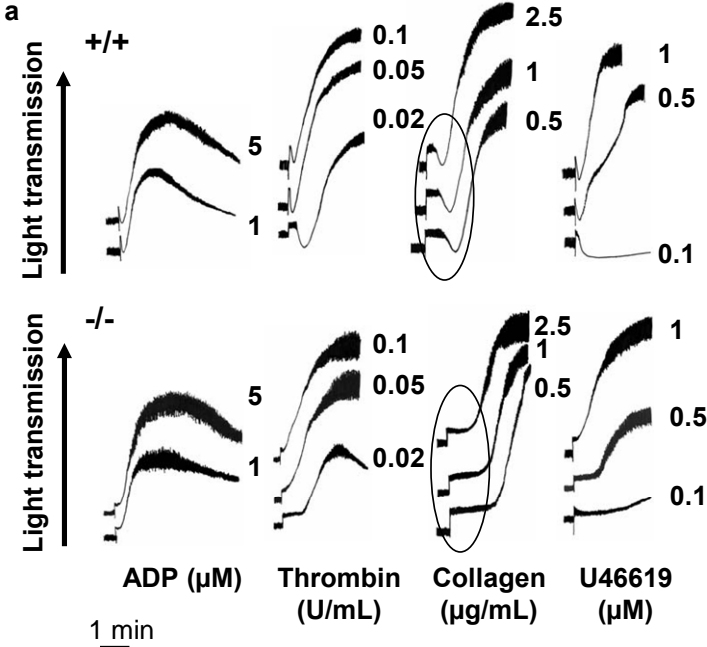 a
+/+
Light transmission
5
1
0.1
0.05
0.02
2.5
1
0.5
1
0.5
0.1
-/-
Light transmission
5
1
0.1
0.05
0.02
2.5
1
0.5
1
0.5
0.1
ADP (µM)
Thrombin
(U/mL)
Collagen
(µg/mL)
U46619
(µM)
1 min